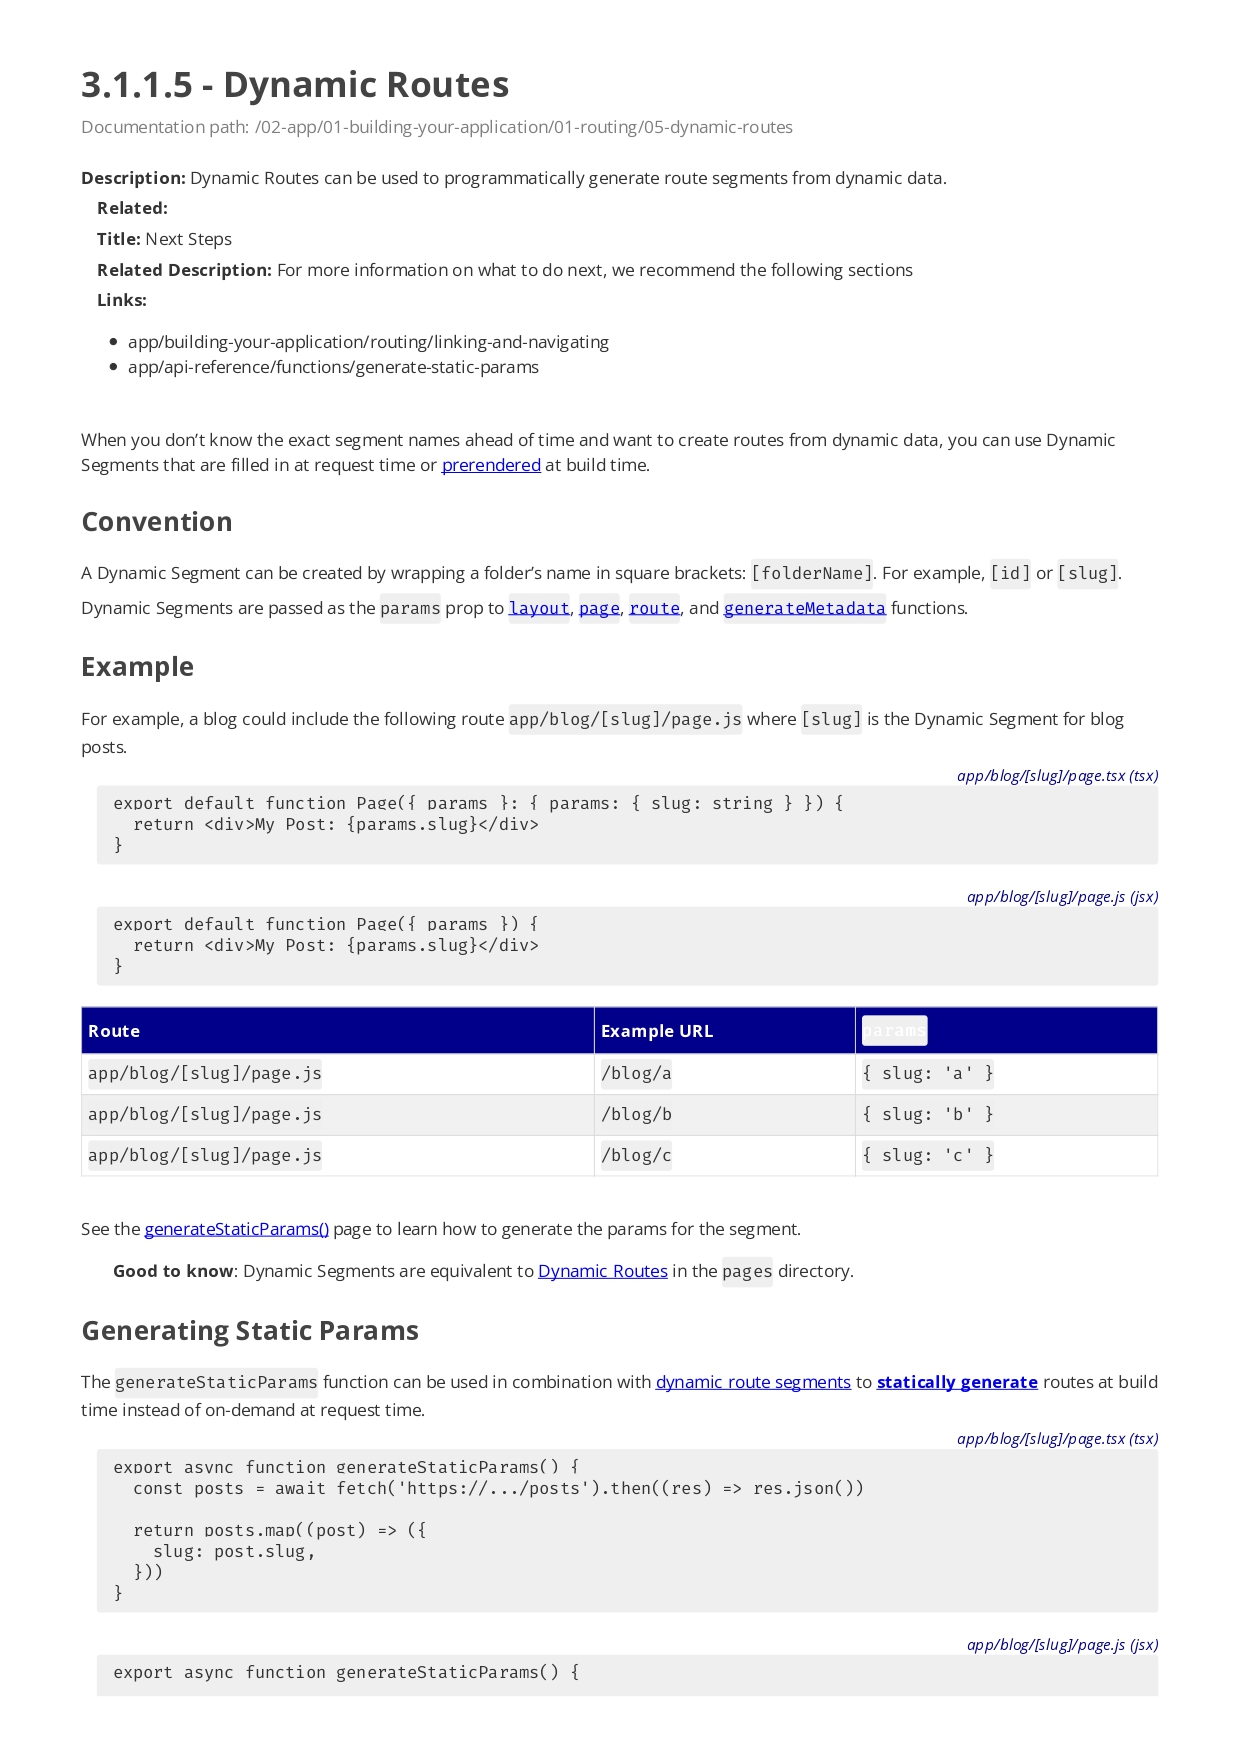 3.1.1.5 - Dynamic Routes
Documentation path: /02-app/01-building-your-application/01-routing/05-dynamic-routes
Description: Dynamic Routes can be used to programmatically generate route segments from dynamic data.
Related:
Title: Next Steps
Related Description: For more information on what to do next, we recommend the following sections
Links:
• app/building-your-application/routing/linking-and-navigating
• app/api-reference/functions/generate-static-params
When you don’t know the exact segment names ahead of time and want to create routes from dynamic data, you can use Dynamic
Segments that are filled in at request time or prerendered at build time.
Convention
A Dynamic Segment can be created by wrapping a folder’s name in square brackets: [folderName]. For example, [id] or [slug].
Dynamic Segments are passed as the params prop to layout, page, route, and generateMetadata functions.
Example
For example, a blog could include the following route app/blog/[slug]/page.js where [slug] is the Dynamic Segment for blog
posts.
app/blog/[slug]/page.tsx (tsx)
export default function Page({ params }: { params: { slug: string } }) {
  return <div>My Post: {params.slug}</div>
}
app/blog/[slug]/page.js (jsx)
export default function Page({ params }) {
  return <div>My Post: {params.slug}</div>
}
Route Example URL params
app/blog/[slug]/page.js /blog/a { slug: 'a' }
app/blog/[slug]/page.js /blog/b { slug: 'b' }
app/blog/[slug]/page.js /blog/c { slug: 'c' }
See the generateStaticParams() page to learn how to generate the params for the segment.
Good to know: Dynamic Segments are equivalent to Dynamic Routes in the pages directory.
Generating Static Params
The generateStaticParams function can be used in combination with dynamic route segments to statically generate routes at build
time instead of on-demand at request time.
app/blog/[slug]/page.tsx (tsx)
export async function generateStaticParams() {
  const posts = await fetch('https://.../posts').then((res) => res.json())
  return posts.map((post) => ({
    slug: post.slug,
  }))
}
app/blog/[slug]/page.js (jsx)
export async function generateStaticParams() {